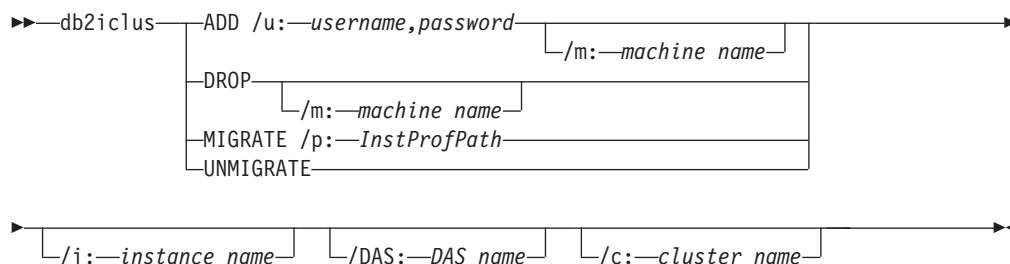 db2iclus ADD /u: username,password
/m: machine name
DROP
/m: machine name
MIGRATE /p: InstProfPath
UNMIGRATE
/i: instance name /DAS: DAS name /c: cluster name